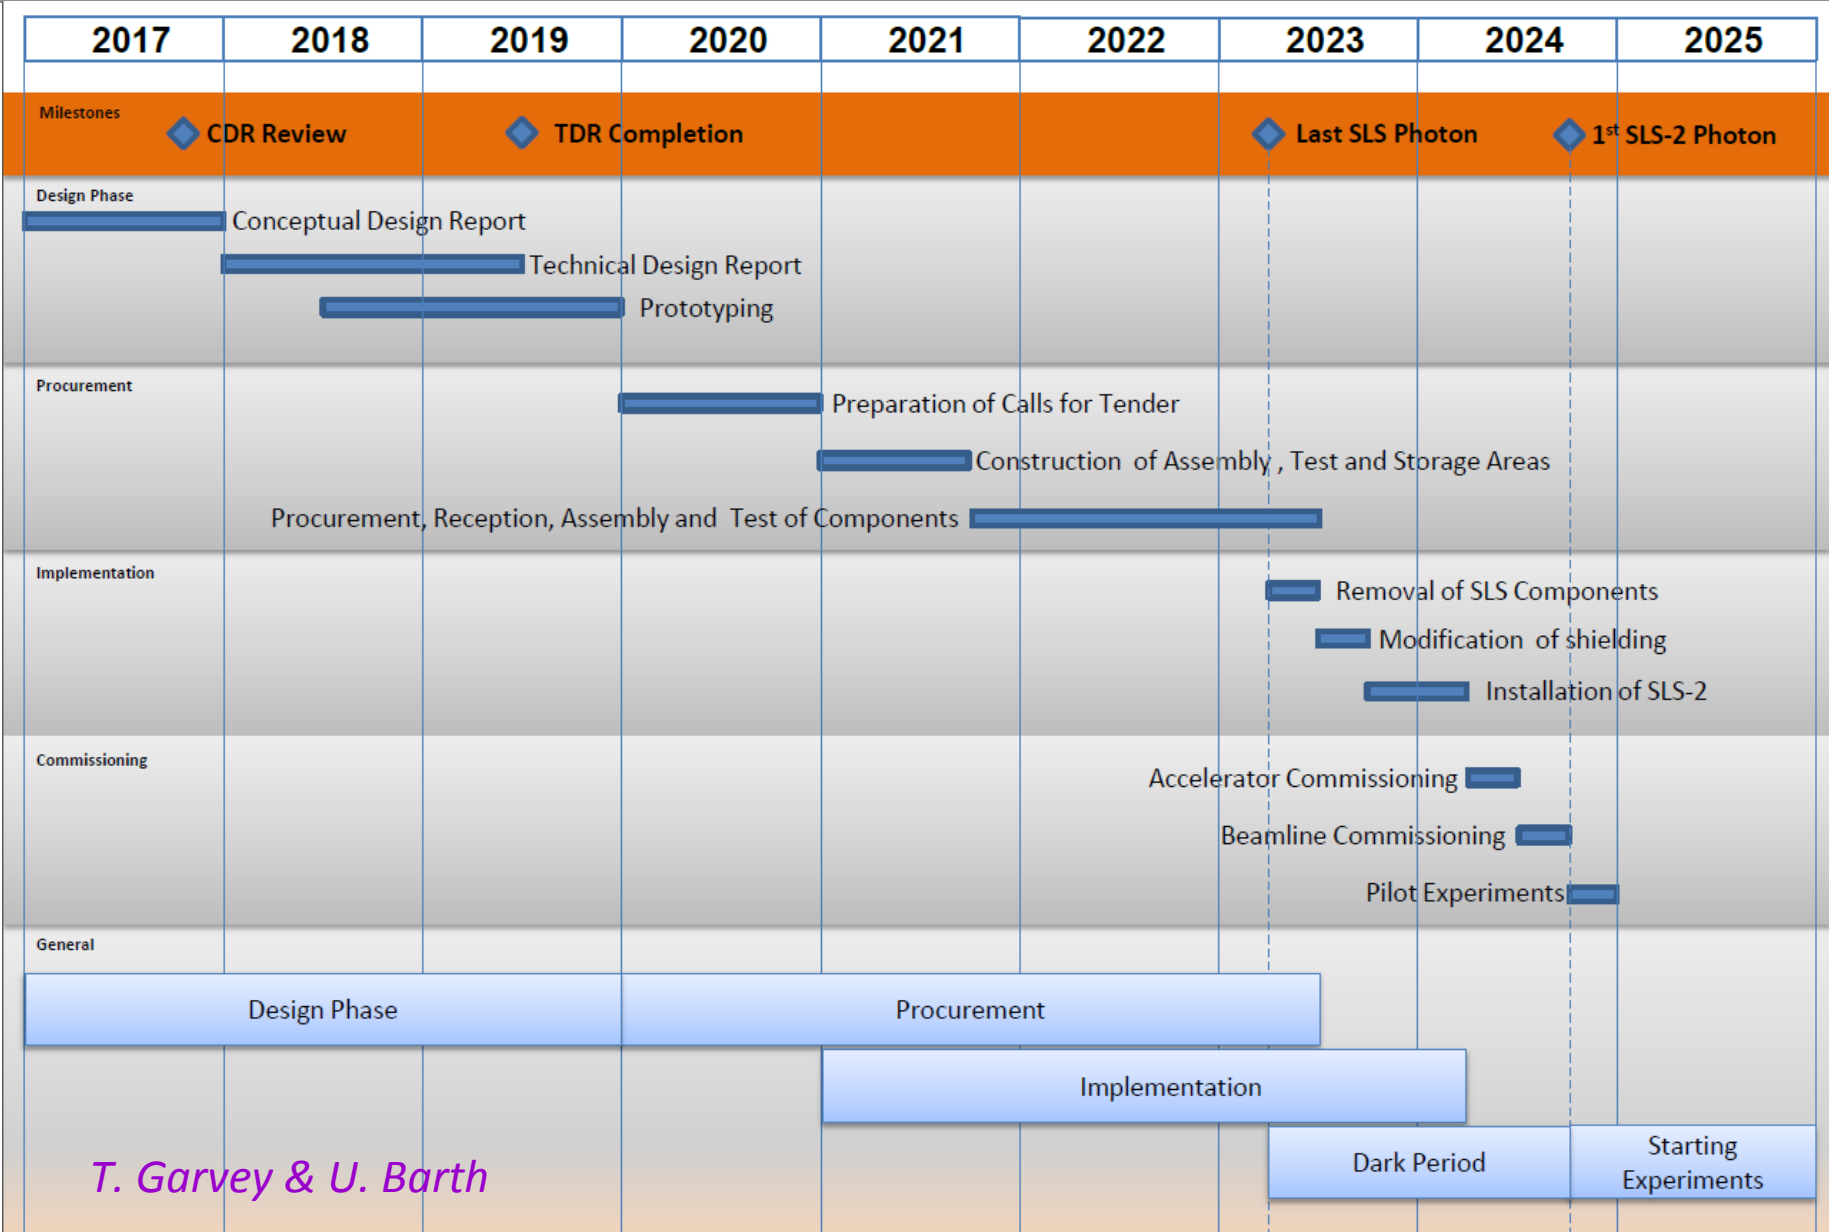 2017 2018 2019 2020 2021 2022 2023 2024 2025
Milestones
CDR Review TDR Completion Last SLS Photon 1st SLS-2 Photon
Design Phase
Conceptual Design Report
Technical Design Report
Prototyping
Procurement
Preparation of Calls for Tender
Construction of Assembly , Test and Storage Areas
Procurement, Reception, Assembly and Test of Components
Implementation
Removal of SLS Components
Modification of shielding
Installation of SLS-2
Commissioning
Accelerator Commissioning
Beamline Commissioning
Pilot Experiments
General
Design Phase Procurement
Implementation
Dark Period
Starting
Experiments
T. Garvey & U. Barth